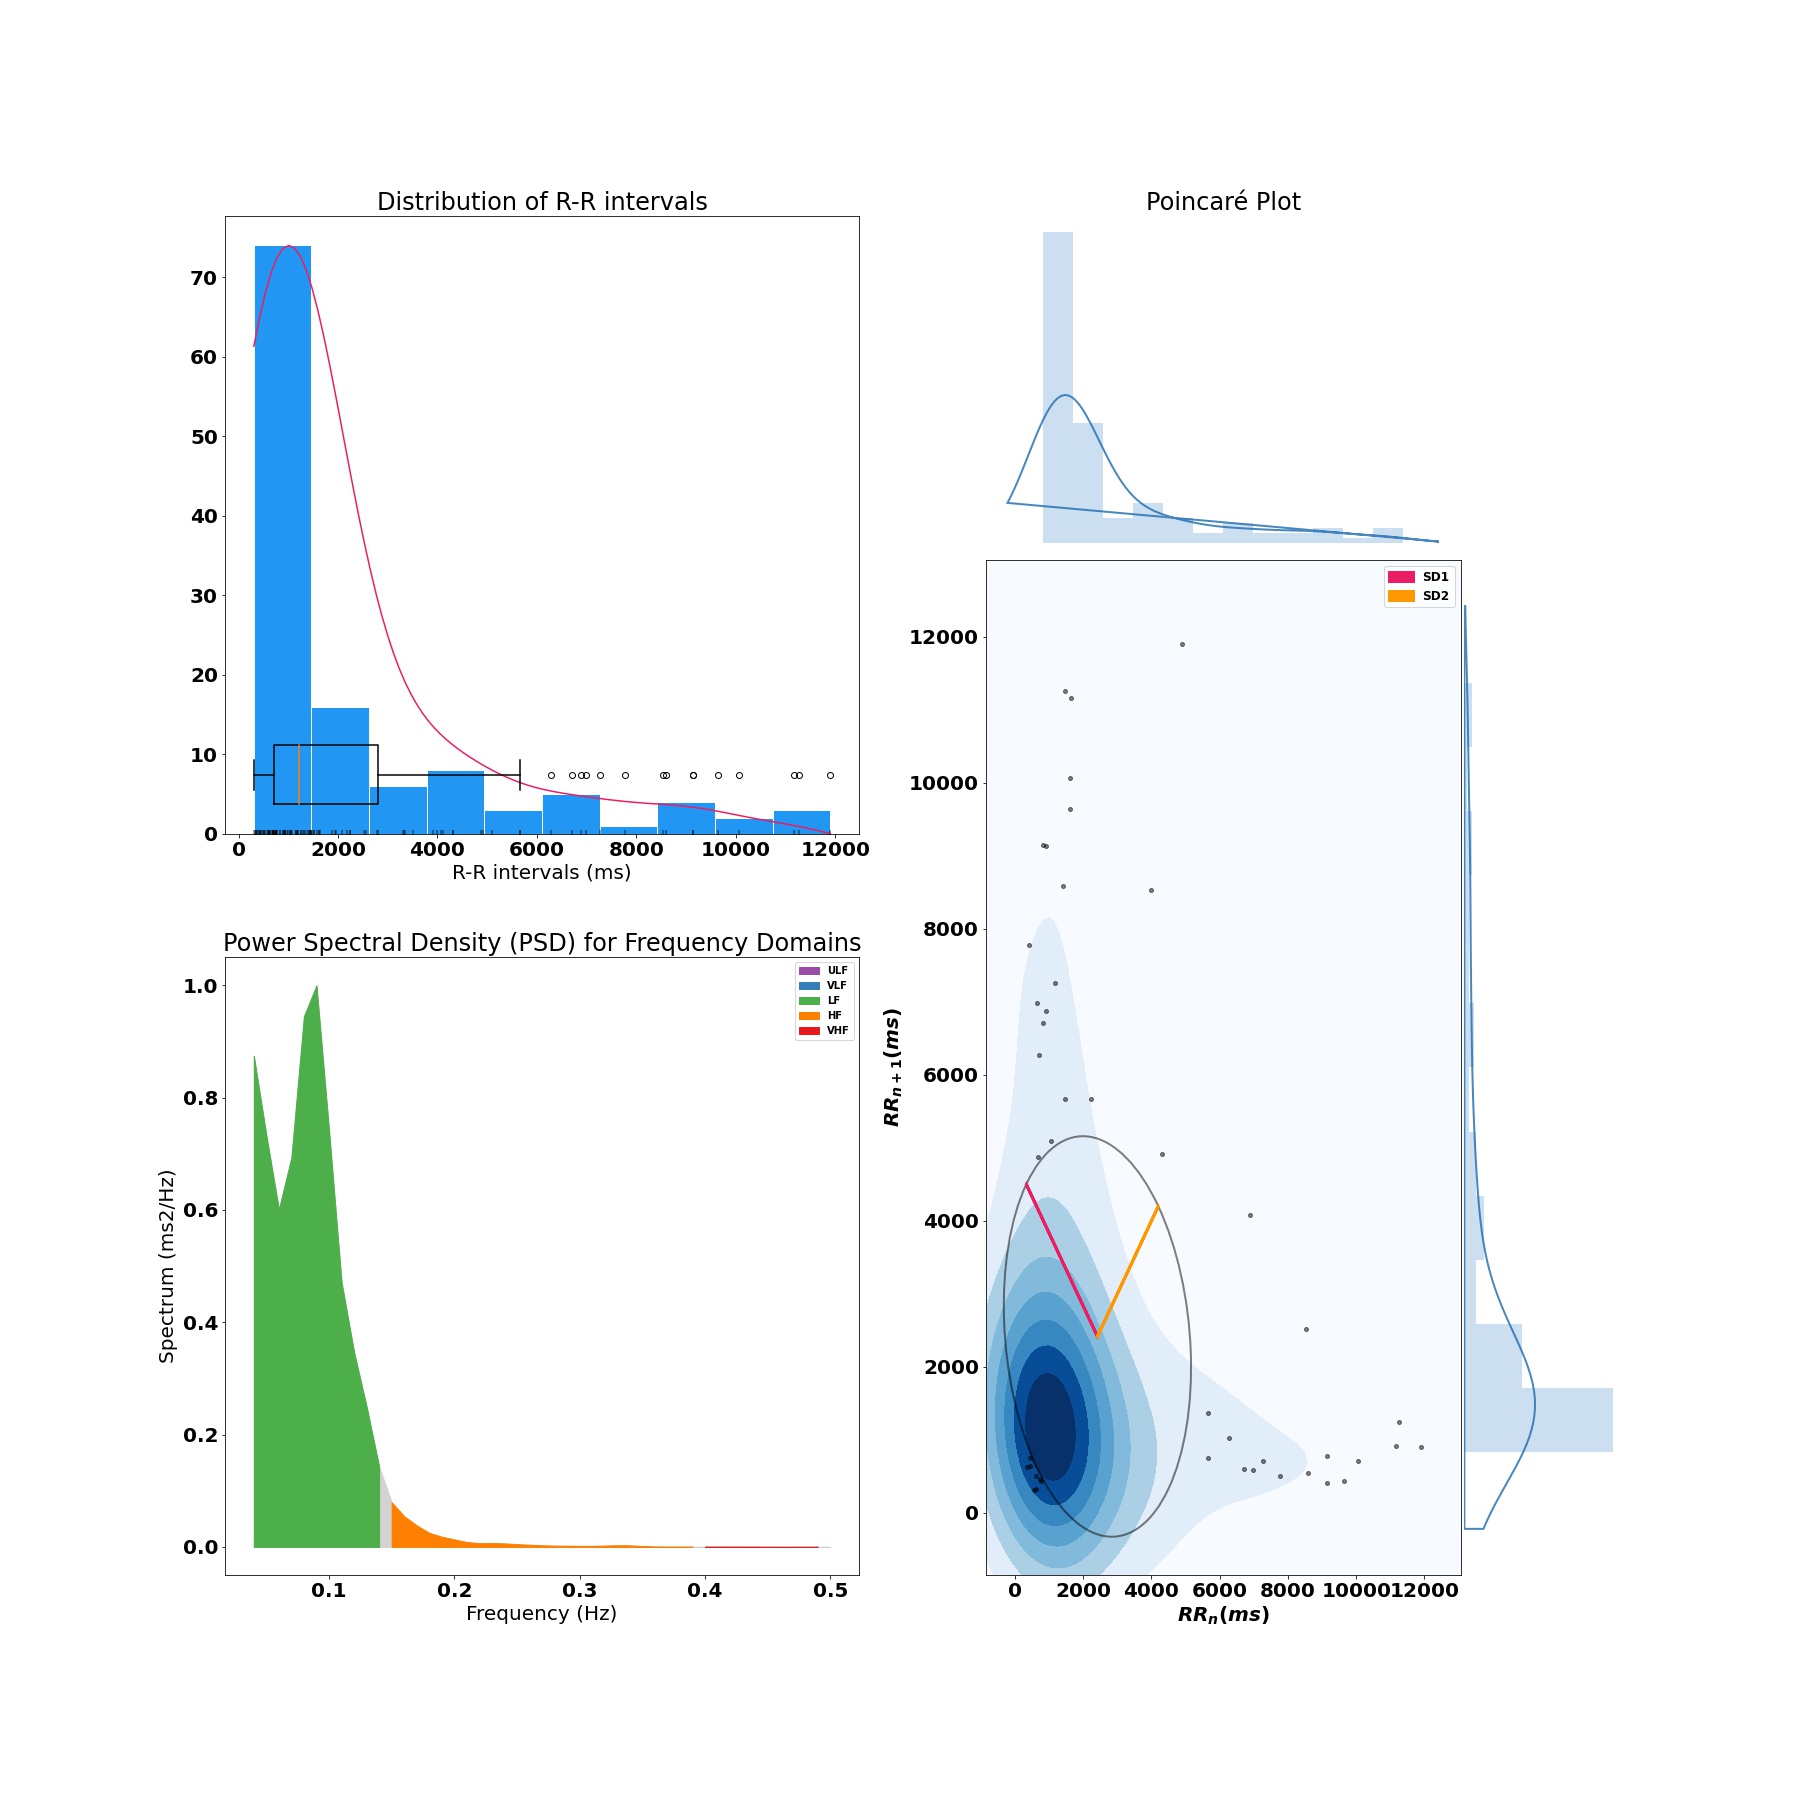 Distribution of R-R intervals
70
60
50
40
30
20
10
0
0 2000 4000 6000 8000 10000 12000
R-R intervals (ms)
Power Spectral Density (PSD) for Frequency Domains
ULF
VLF
LF
HF
VHF
1.0
0.8
0.6
0.4
0.2
0.0
Spectrum (ms2/Hz)
0.1 0.2 0.3 0.4 0.5
Frequency (Hz)
Poincaré Plot
SD1
SD2
12000
10000
8000
6000
4000
2000
0
RRn+1(ms)
0 2000 4000 6000 8000 10000 12000
RRn(ms)